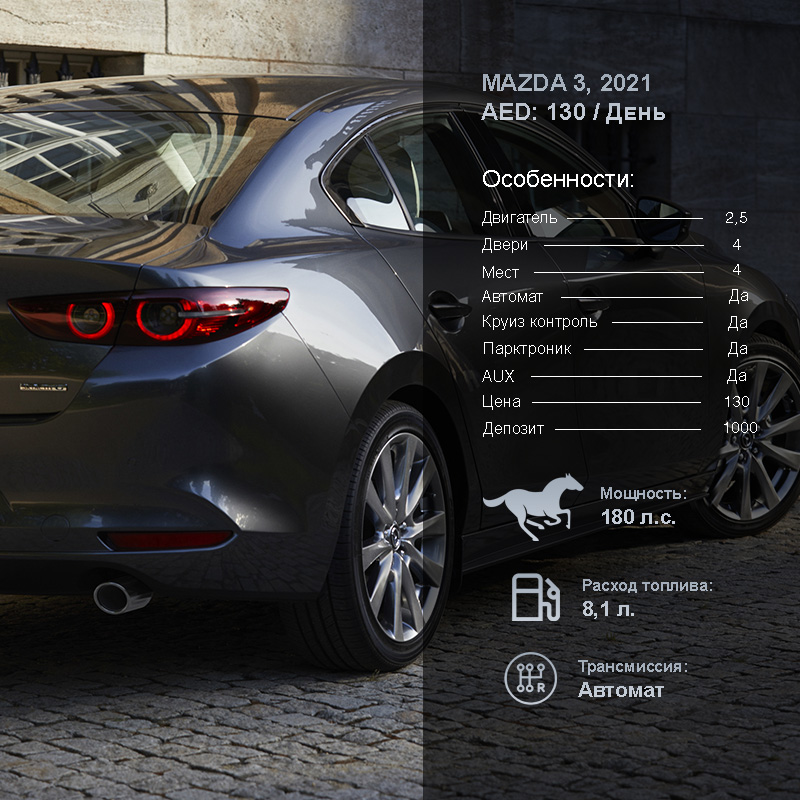 MAZDA 3, 2021
AED: 130 / День
Особенности:
Двигатель 2,5
Двери 4
Мест 4
Автомат Да
Круиз контроль Да
Парктроник Да
AUX Да
Цена 130
Депозит 1000
Мощность:
180 л.с.
Расход топлива:
8,1 л.
R
Трансмиссия:
Автомат